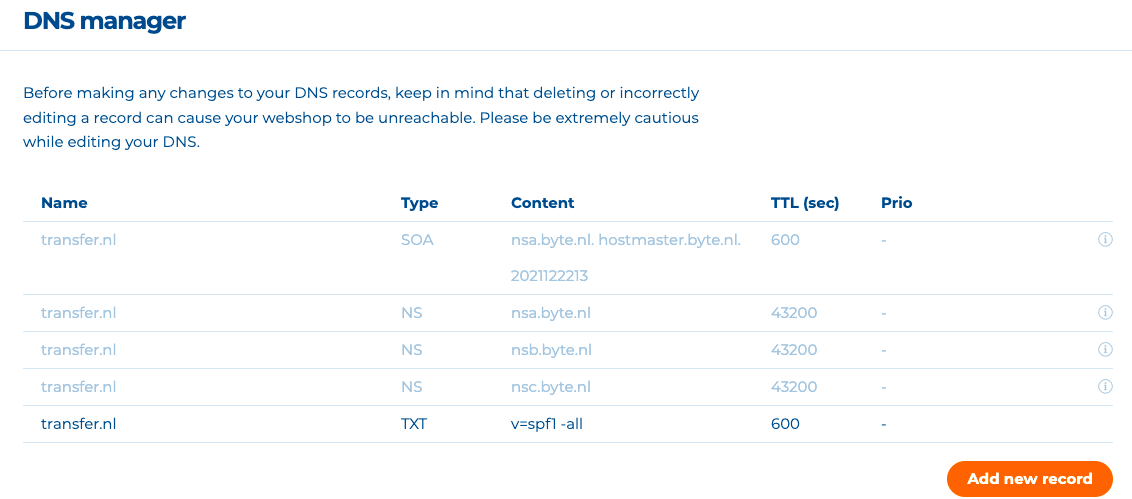 DNS manager
Before making any changes to your DNS records, keep in mind that deleting or incorrectly
editing a record can cause your webshop to be unreachable. Please be extremely cautious
while editing your DNS.
Name Type Content TTL (sec) Prio
transfer.nl SOA nsa.byte.nl. hostmaster.byte.nl. 600 -
2021122213
transfer.nl NS nsa.byte.nl 43200 -
transfer.nl NS nsb.byte.nl 43200 -
transfer.nl NS nsc.byte.nl 43200 -
transfer.nl TXT v=spf1 -all 600 -
Add new record